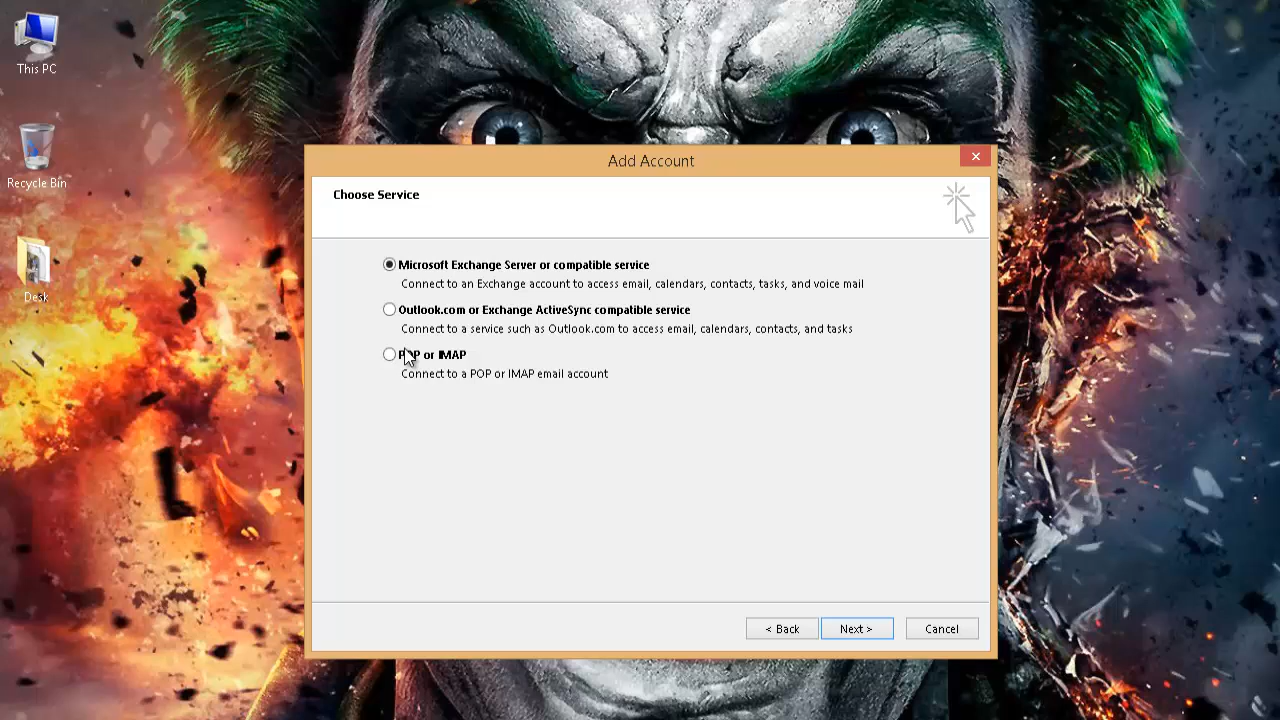 This PC
Recycle Bin
Desk
Add Account
Choose Service
Microsoft Exchange Server or compatible service
Connect to an Exchange account to access email, calendars, contacts, tasks, and voice mail
Outlook.com or Exchange ActiveSync compatible service
Connect to a service such as Outlook.com to access email, calendars, contacts, and tasks
POP or IMAP
Connect to a POP or IMAP email account
< Back
Next >
Cancel